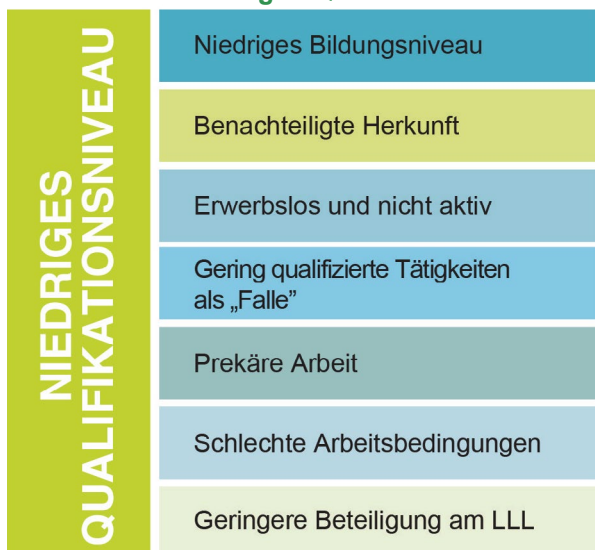 NIEDRIGES
QUALIFIKATIONSNIVEAU
Niedriges Bildungsniveau
Benachteiligte Herkunft
Erwerbslos und nicht aktiv
Gering qualifizierte Tätigkeiten
als „Falle”
Prekäre Arbeit
Schlechte Arbeitsbedingungen
Geringere Beteiligung am LLL